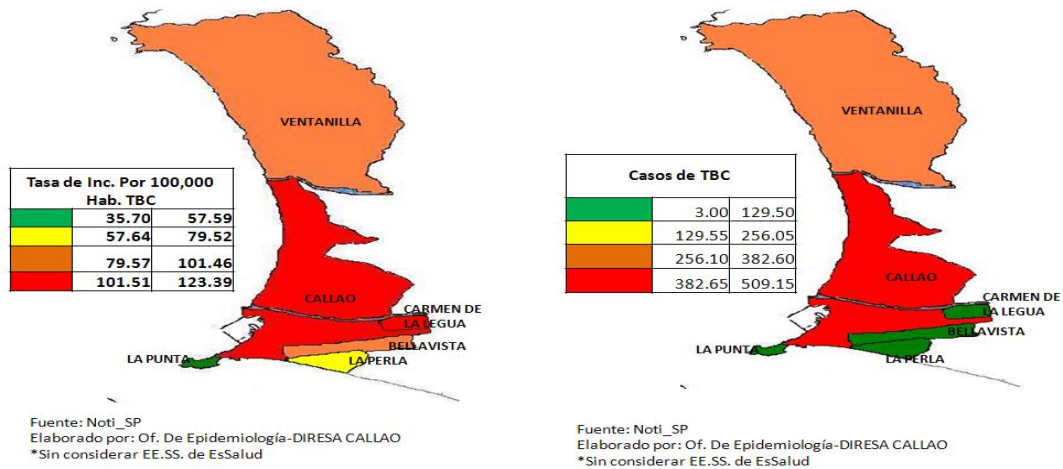 VENTANILLA
Tasa de Inc. Por 100,000
Hab. TBC
35.70 57.59
57.64 79.52
79.57 101.46
101.51 123.39
CALLAO
CARMEN DE
LA LEGUA
BELLAVISTA
LA PUNTA
LA PERLA
Fuente: Noti_SP
Elaborado por: Of. De Epidemiología-DIRESA CALLAO
*Sin considerar EE.SS. de EsSalud
VENTANILLA
Casos de TBC
3.00 129.50
129.55 256.05
256.10 382.60
382.65 509.15
CALLAO
CARMEN DE
LA LEGUA
BELLAVISTA
LA PUNTA
LA PERLA
Fuente: Noti_SP
Elaborado por: Of. De Epidemiología-DIRESA CALLAO
*Sin considerar EE.SS. de EsSalud